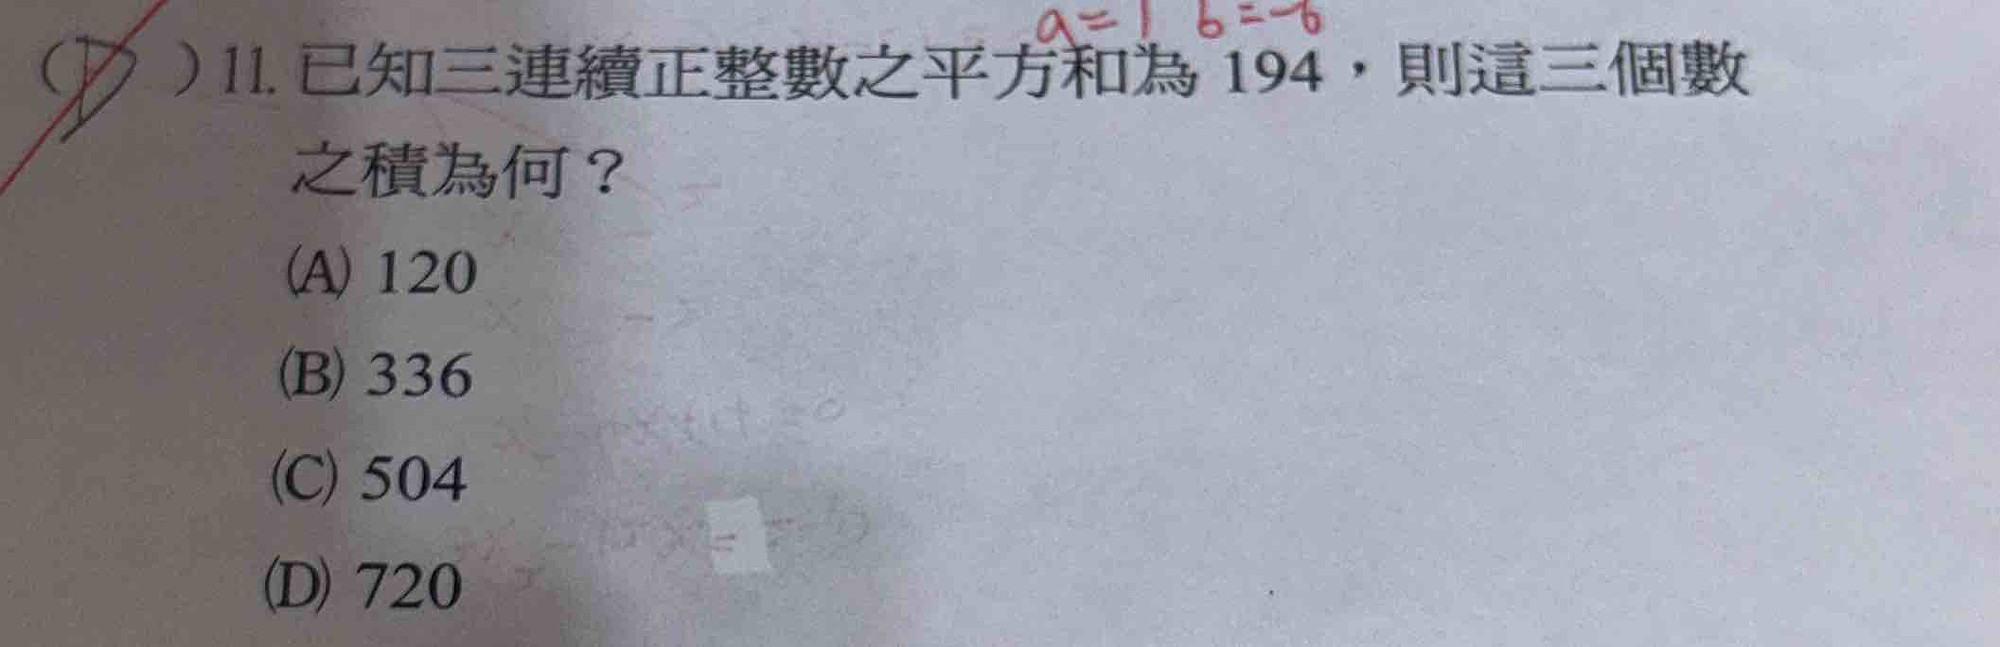 a=1 b=-6
(D)11. 已知三連續正整數之平方和為 194，則這三個數
之積為何？
(A) 120
(B) 336
(C) 504
(D) 720